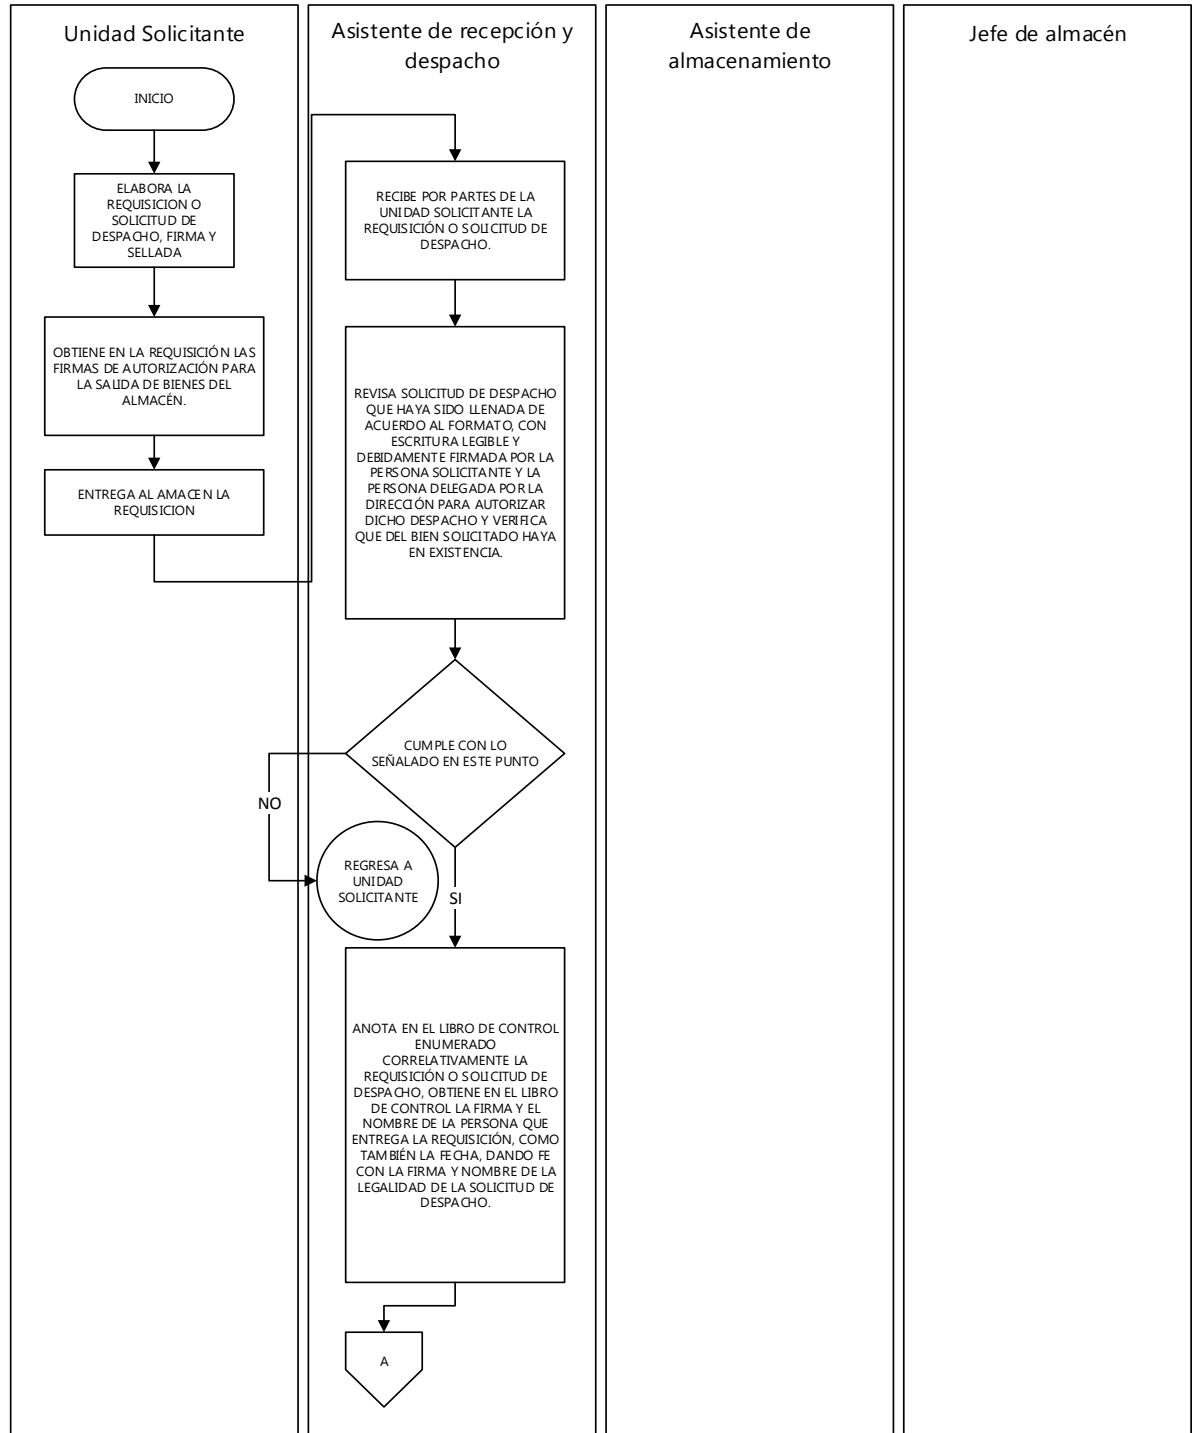 Unidad Solicitante
Asistente de recepción y
despacho
Asistente de
almacenamiento
Jefe de almacén
INICIO
ELABORA LA
REQUISICION O
SOLICITUD DE
DESPACHO, FIRMA Y
SELLADA
OBTIENE EN LA REQUISICIÓN LAS
FIRMAS DE AUTORIZACIÓN PARA
LA SALIDA DE BIENES DEL
ALMACÉN.
ENTREGA AL AMACEN LA
REQUISICION
RECIBE POR PARTES DE LA
UNIDAD SOLICITANTE LA
REQUISICIÓN O SOLICITUD DE
DESPACHO.
REVISA SOLICITUD DE DESPACHO
QUE HAYA SIDO LLENADA DE
ACUERDO AL FORMATO, CON
ESCRITURA LEGIBLE Y
DEBIDAMENTE FIRMADA POR LA
PERSONA SOLICITANTE Y LA
PERSONA DELEGADA POR LA
DIRECCIÓN PARA AUTORIZAR
DICHO DESPACHO Y VERIFICA
QUE DEL BIEN SOLICITADO HAYA
EN EXISTENCIA.
CUMPLE CON LO
SEÑALADO EN ESTE PUNTO
NO
REGRESA A
UNIDAD
SOLICITANTE
SI
ANOTA EN EL LIBRO DE CONTROL
ENUMERADO
CORRELATIVAMENTE LA
REQUISICIÓN O SOLICITUD DE
DESPACHO, OBTIENE EN EL LIBRO
DE CONTROL LA FIRMA Y EL
NOMBRE DE LA PERSONA QUE
ENTREGA LA REQUISICIÓN, COMO
TAMBIÉN LA FECHA, DANDO FE
CON LA FIRMA Y NOMBRE DE LA
LEGALIDAD DE LA SOLICITUD DE
DESPACHO.
A